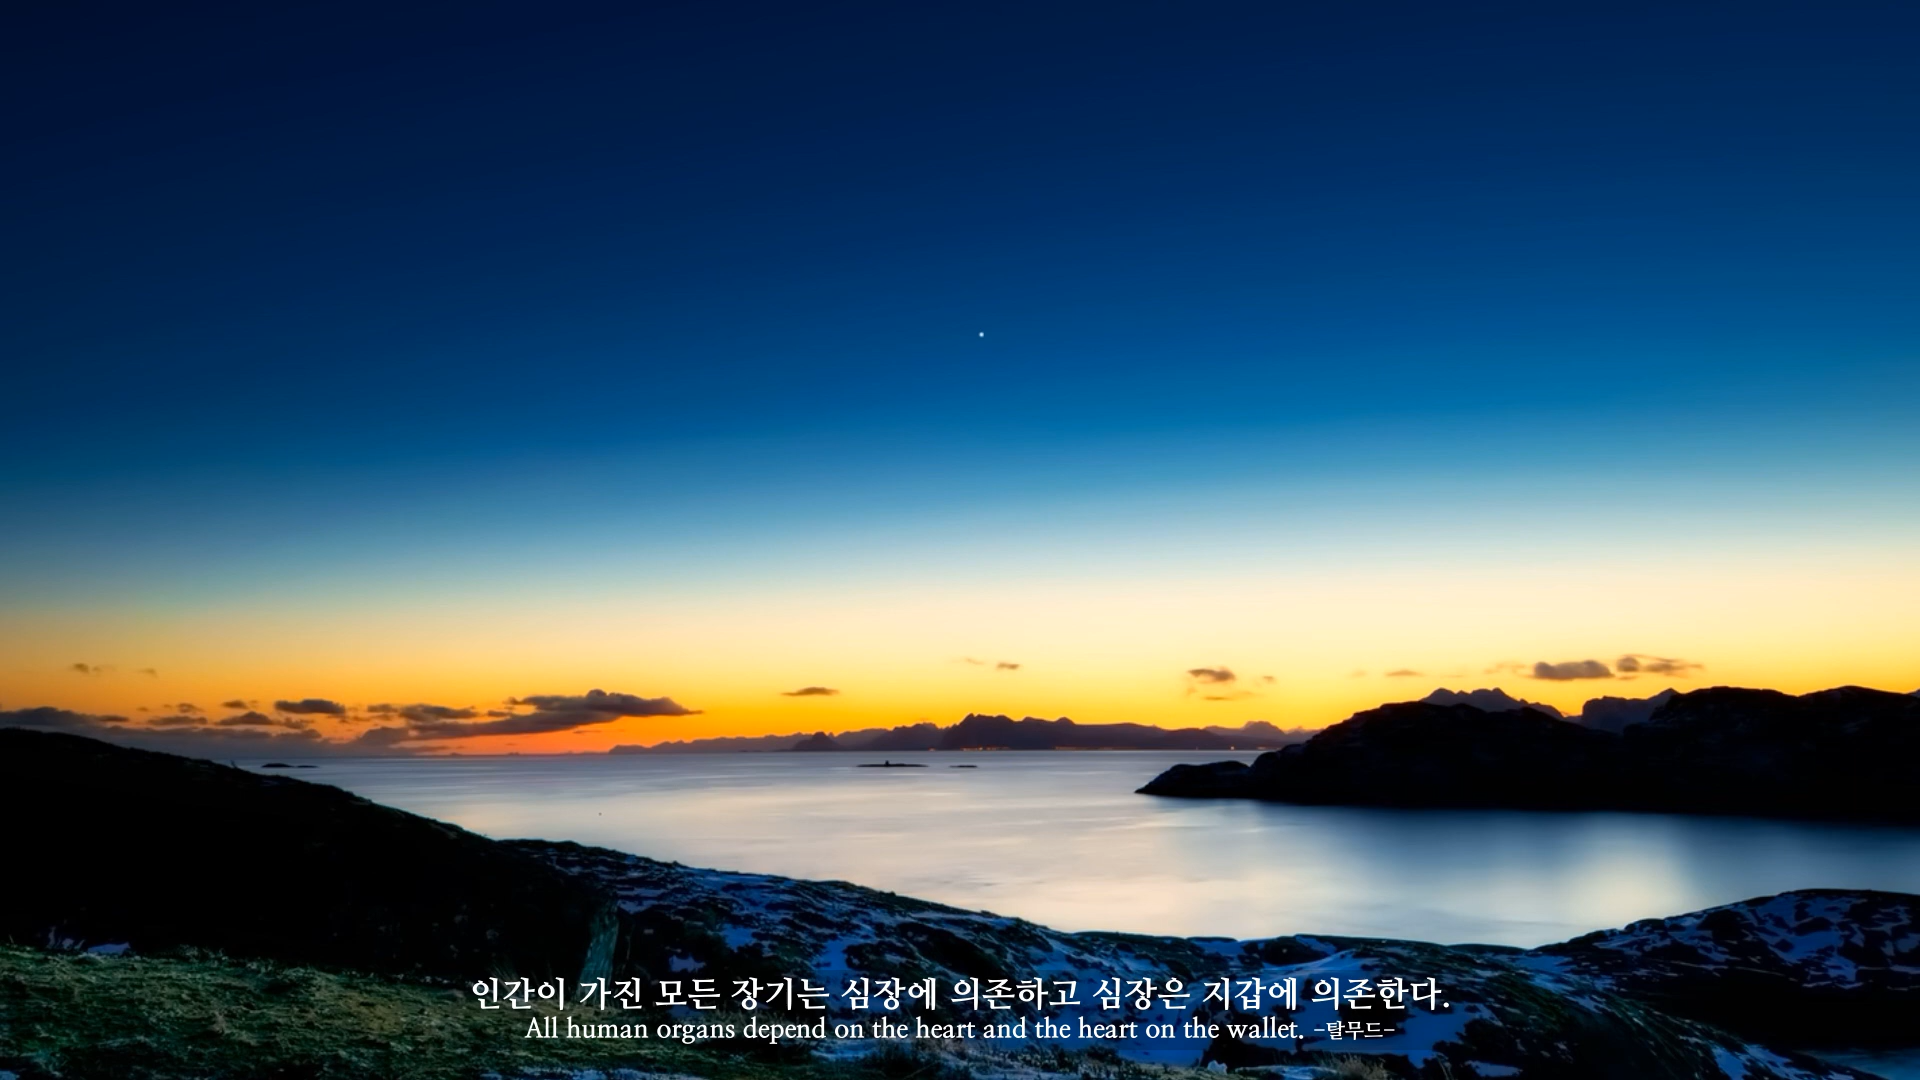 인간이 가진 모든 장기는 심장에 의존하고 심장은 지갑에 의존한다.
All human organs depend on the heart and the heart on the wallet. -탈무드-